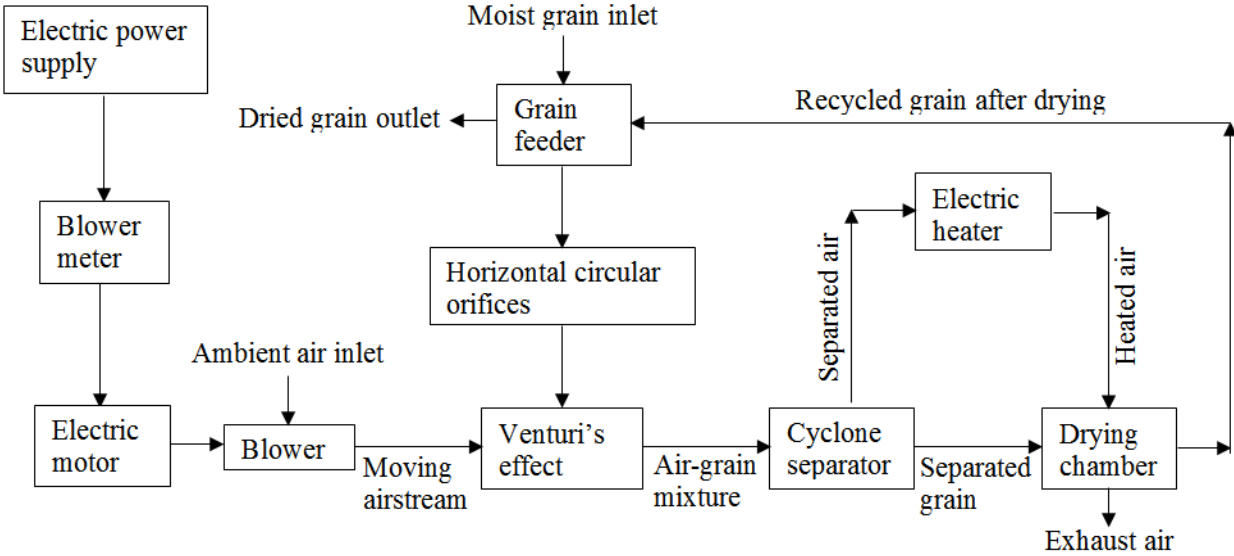 Electric power
supply
Moist grain inlet
Grain
feeder
Dried grain outlet
Recycled grain after drying
Blower
meter
Electric
heater
Horizontal circular
orifices
Separated air
Heated air
Ambient air inlet
Electric
motor
Blower
Moving
airstream
Venturi’s
effect
Air-grain
mixture
Cyclone
separator
Separated
grain
Drying
chamber
Exhaust air